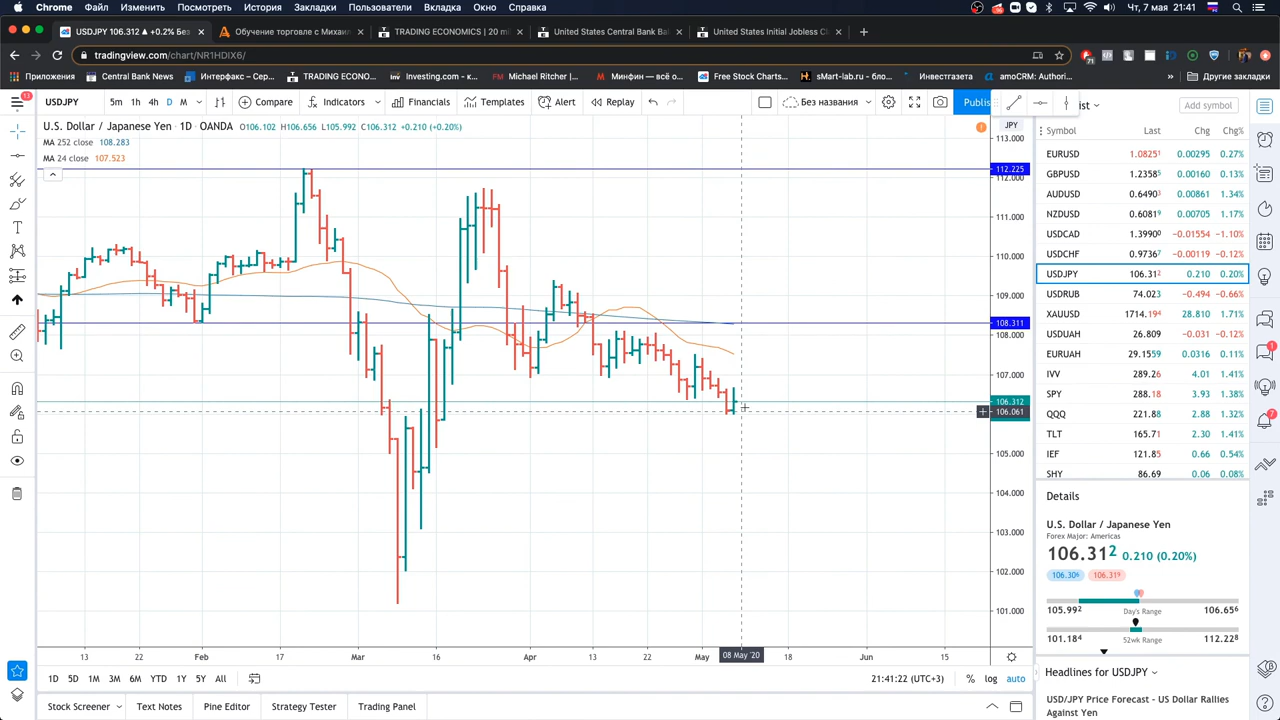 Chrome Файл Изменить Посмотреть История Закладки Пользователи Вкладка Окно Справка Чт, 7 мая 21:41
USDJPY 106.312 ▲ +0.2% Без Обучение торговле с Михаил TRADING ECONOMICS | 20 mil United States Central Bank Bal United States Initial Jobless Cl
tradingview.com/chart/NR1HDIX6/
Приложения Central Bank News Интерфакс – Сер... TRADING ECONO... Investing.com - к... Michael Ritcher |... Минфин — всё о... Free Stock Charts... sMart-lab.ru - бло... Инвестгазета amoCRM: Authori... » Другие закладки
USDJPY 5m 1h 4h D M Compare Indicators Financials Templates Alert Replay Без названия Publis ist Add symbol
U.S. Dollar / Japanese Yen 1D OANDA O106.102 H106.656 L105.992 C106.312 +0.210 (+0.20%)
MA 252 close 108.283
MA 24 close 107.523
JPY
113.000
112.225
112.000
111.000
110.000
109.000
108.311
108.000
107.000
106.312
106.061
105.000
104.000
103.000
102.000
101.000
13 22 Feb 17 Mar 16 Apr 13 22 May 08 May '20 18 Jun 15
1D 5D 1M 3M 6M YTD 1Y 5Y All 21:41:22 (UTC+3) % log auto
Stock Screener Text Notes Pine Editor Strategy Tester Trading Panel
Symbol Last Chg Chg%
EURUSD 1.0825¹ 0.00295 0.27%
GBPUSD 1.2358⁵ 0.00160 0.13%
AUDUSD 0.6490³ 0.00861 1.34%
NZDUSD 0.6081⁹ 0.00705 1.17%
USDCAD 1.3990⁰ -0.01554 -1.10%
USDCHF 0.9736⁷ -0.00119 -0.12%
USDJPY 106.31² 0.210 0.20%
USDRUB 74.023 -0.494 -0.66%
XAUUSD 1714.19⁴ 28.810 1.71%
USDUAH 26.809 -0.031 -0.12%
EURUAH 29.1559 0.0316 0.11%
IVV 289.26 4.01 1.41%
SPY 288.18 3.93 1.38%
QQQ 221.88 2.88 1.32%
TLT 165.71 2.30 1.41%
IEF 121.85 0.66 0.54%
SHY 86.69 0.06 0.08%
Details
U.S. Dollar / Japanese Yen
Forex Major: Americas
106.31² 0.210 (0.20%)
106.30⁶ 106.31⁹
105.99² Day's Range 106.65⁶
101.18⁴ 52wk Range 112.22⁸
Headlines for USDJPY
USD/JPY Price Forecast - US Dollar Rallies
Against Yen